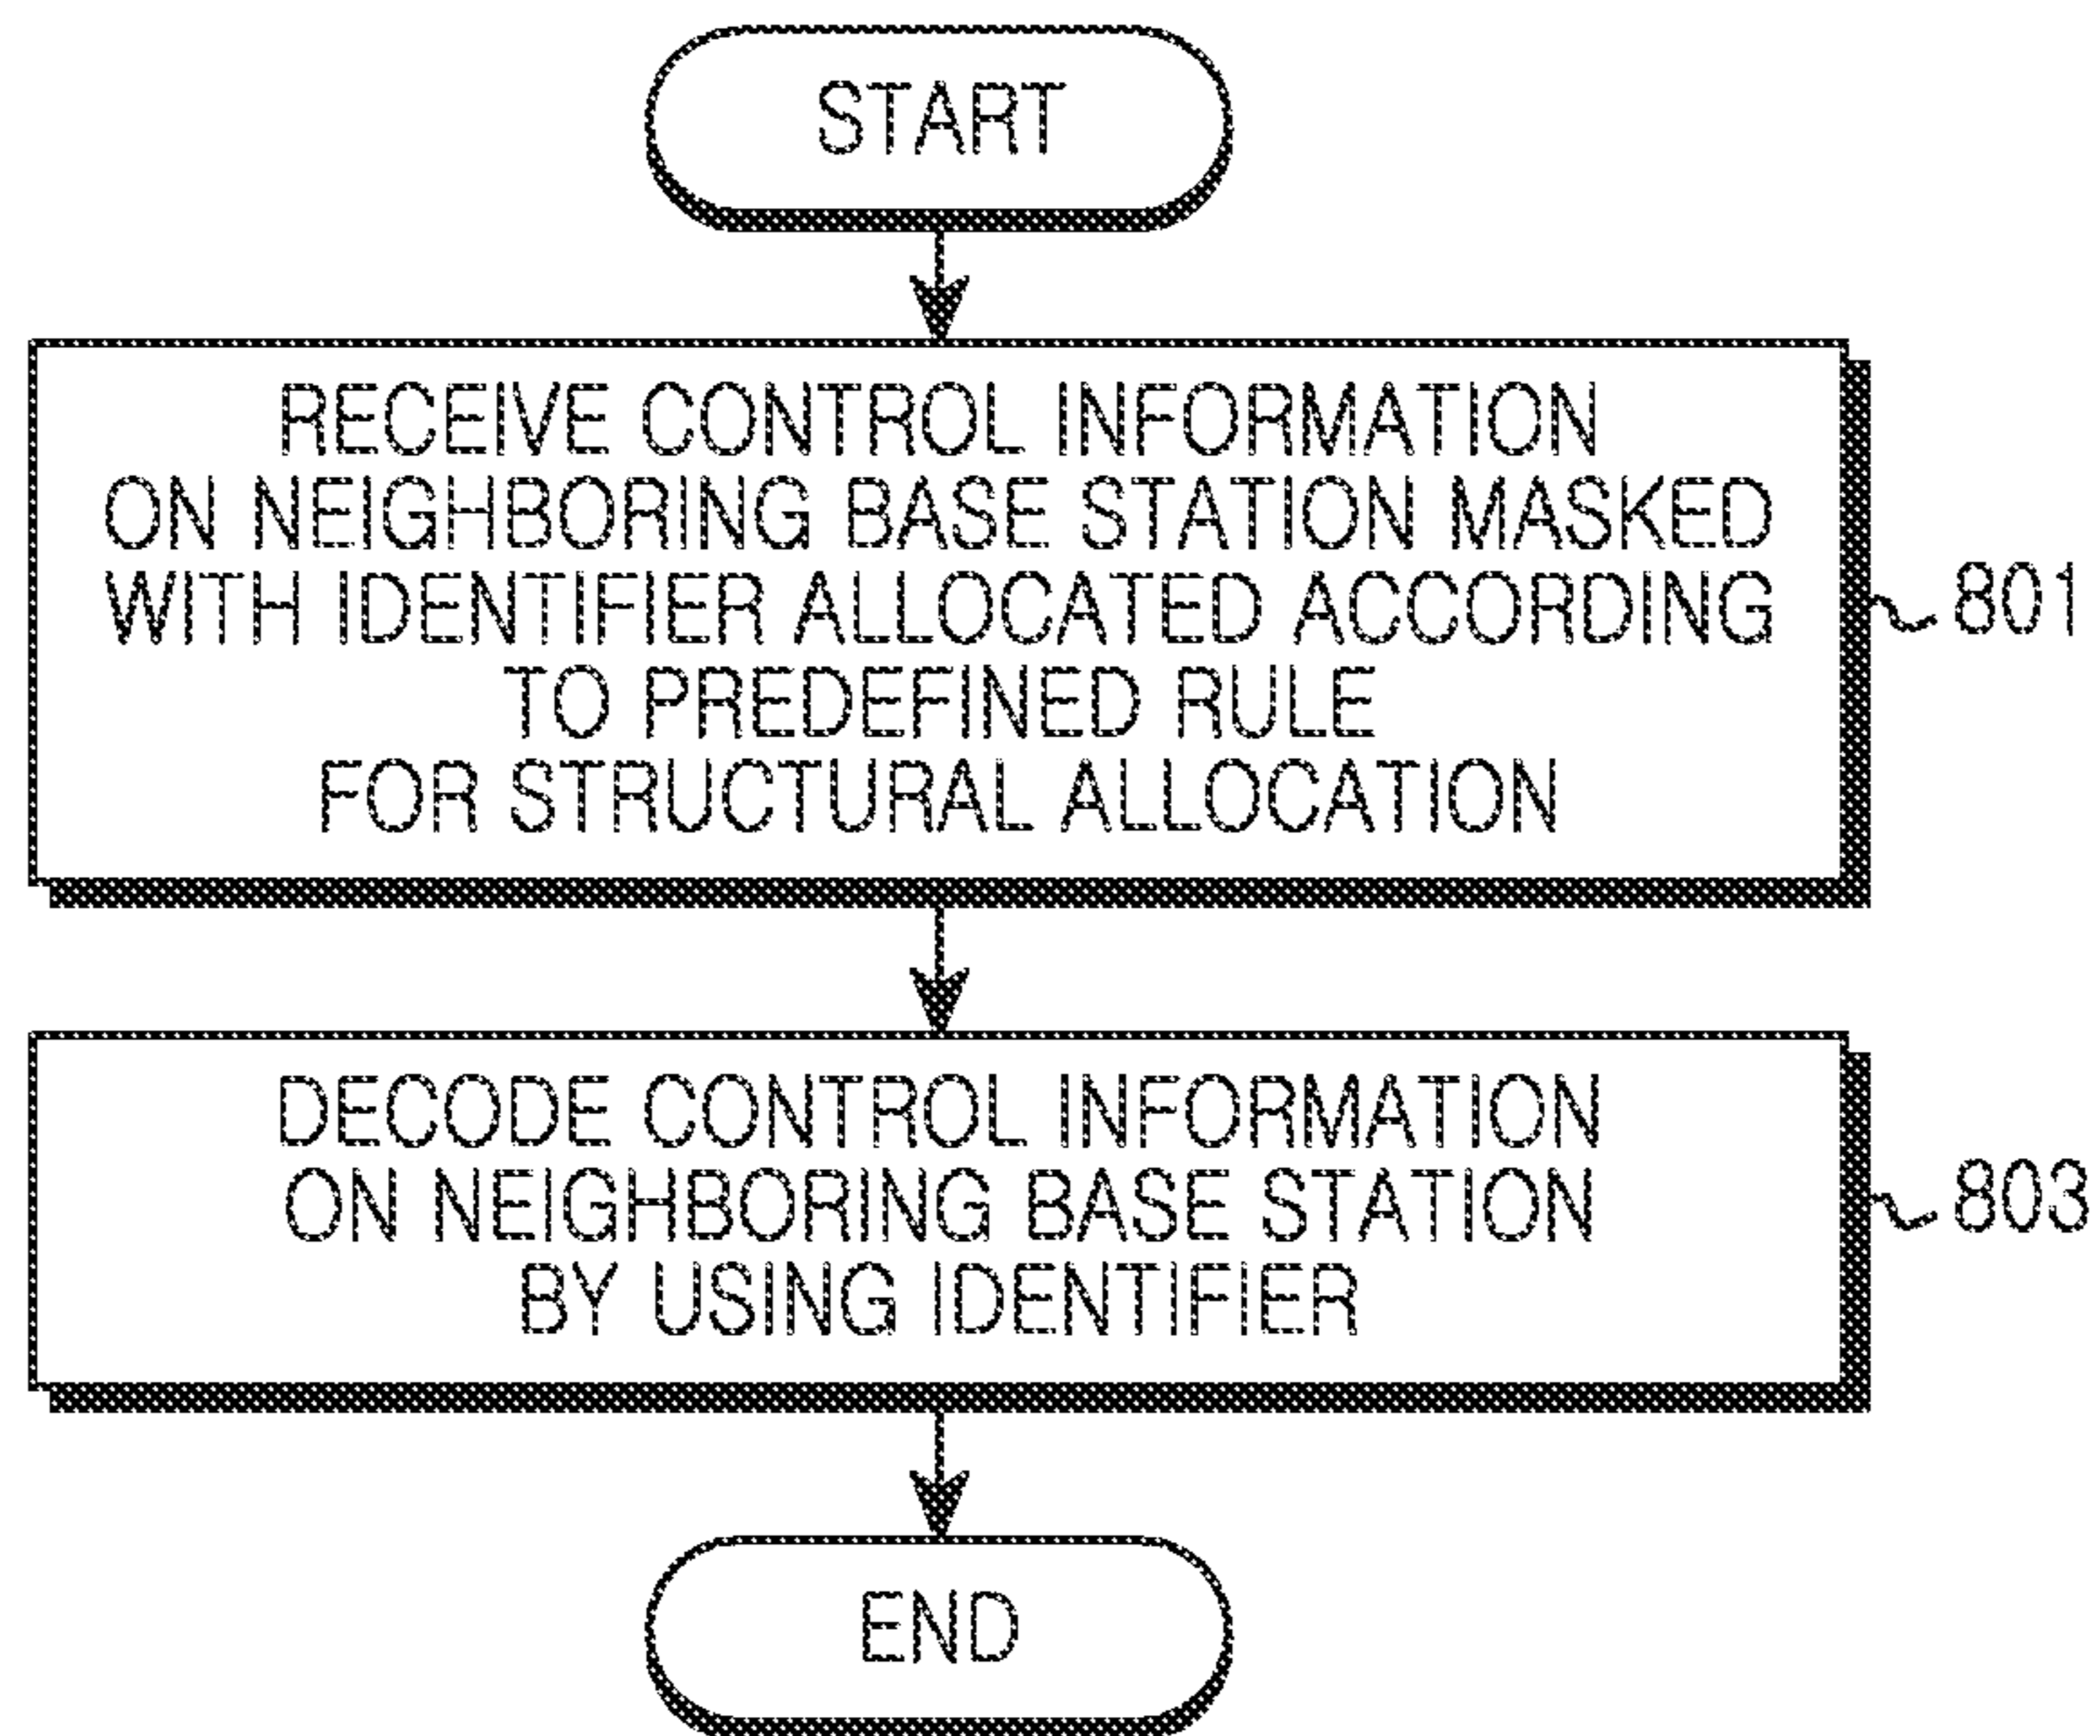 START
RECEIVE CONTROL INFORMATION
ON NEIGHBORING BASE STATION MASKED
WITH IDENTIFIER ALLOCATED ACCORDING
TO PREDEFINED RULE
FOR STRUCTURAL ALLOCATION
801
DECODE CONTROL INFORMATION
ON NEIGHBORING BASE STATION
BY USING IDENTIFIER
803
END